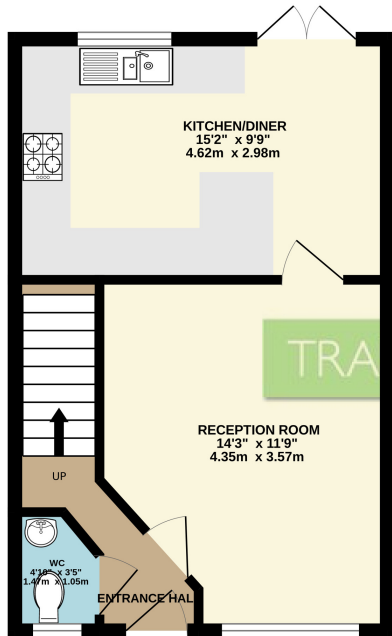 KITCHEN/DINER
15'2" x 9'9"
4.62m x 2.98m
TRA
RECEPTION ROOM
14'3" x 11'9"
4.35m x 3.57m
UP
WC
4'10" x 3'5"
1.47m x 1.05m
ENTRANCE HALL